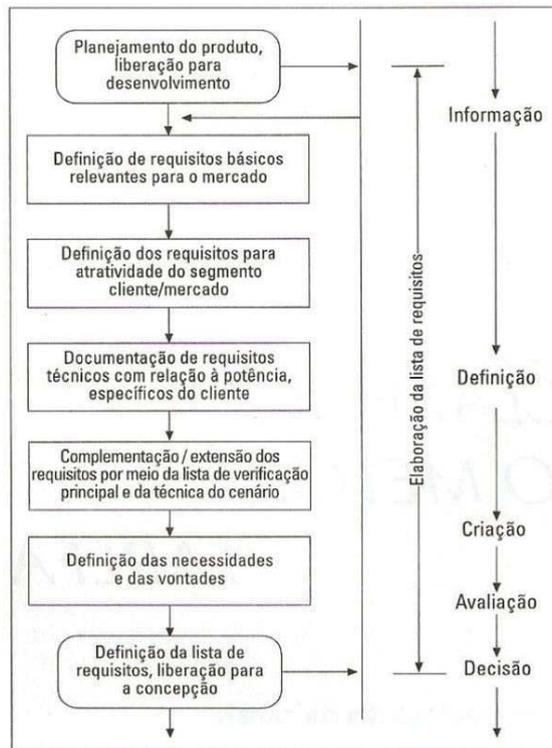 Planejamento do produto,
liberação para
desenvolvimento
Definição de requisitos básicos
relevantes para o mercado
Definição dos requisitos para
atratividade do segmento
cliente/mercado
Documentação de requisitos
técnicos com relação à potência,
específicos do cliente
Complementação / extensão dos
requisitos por meio da lista de verificação
principal e da técnica do cenário
Definição das necessidades
e das vontades
Definição da lista de
requisitos, liberação para
a concepção
Elaboração da lista de requisitos
Informação
Definição
Criação
Avaliação
Decisão